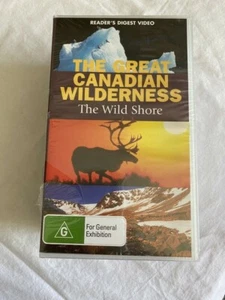 READER'S DIGEST VIDEO
THE GREAT
CANADIAN
WILDERNESS
The Wild Shore
G
For General
Exhibition